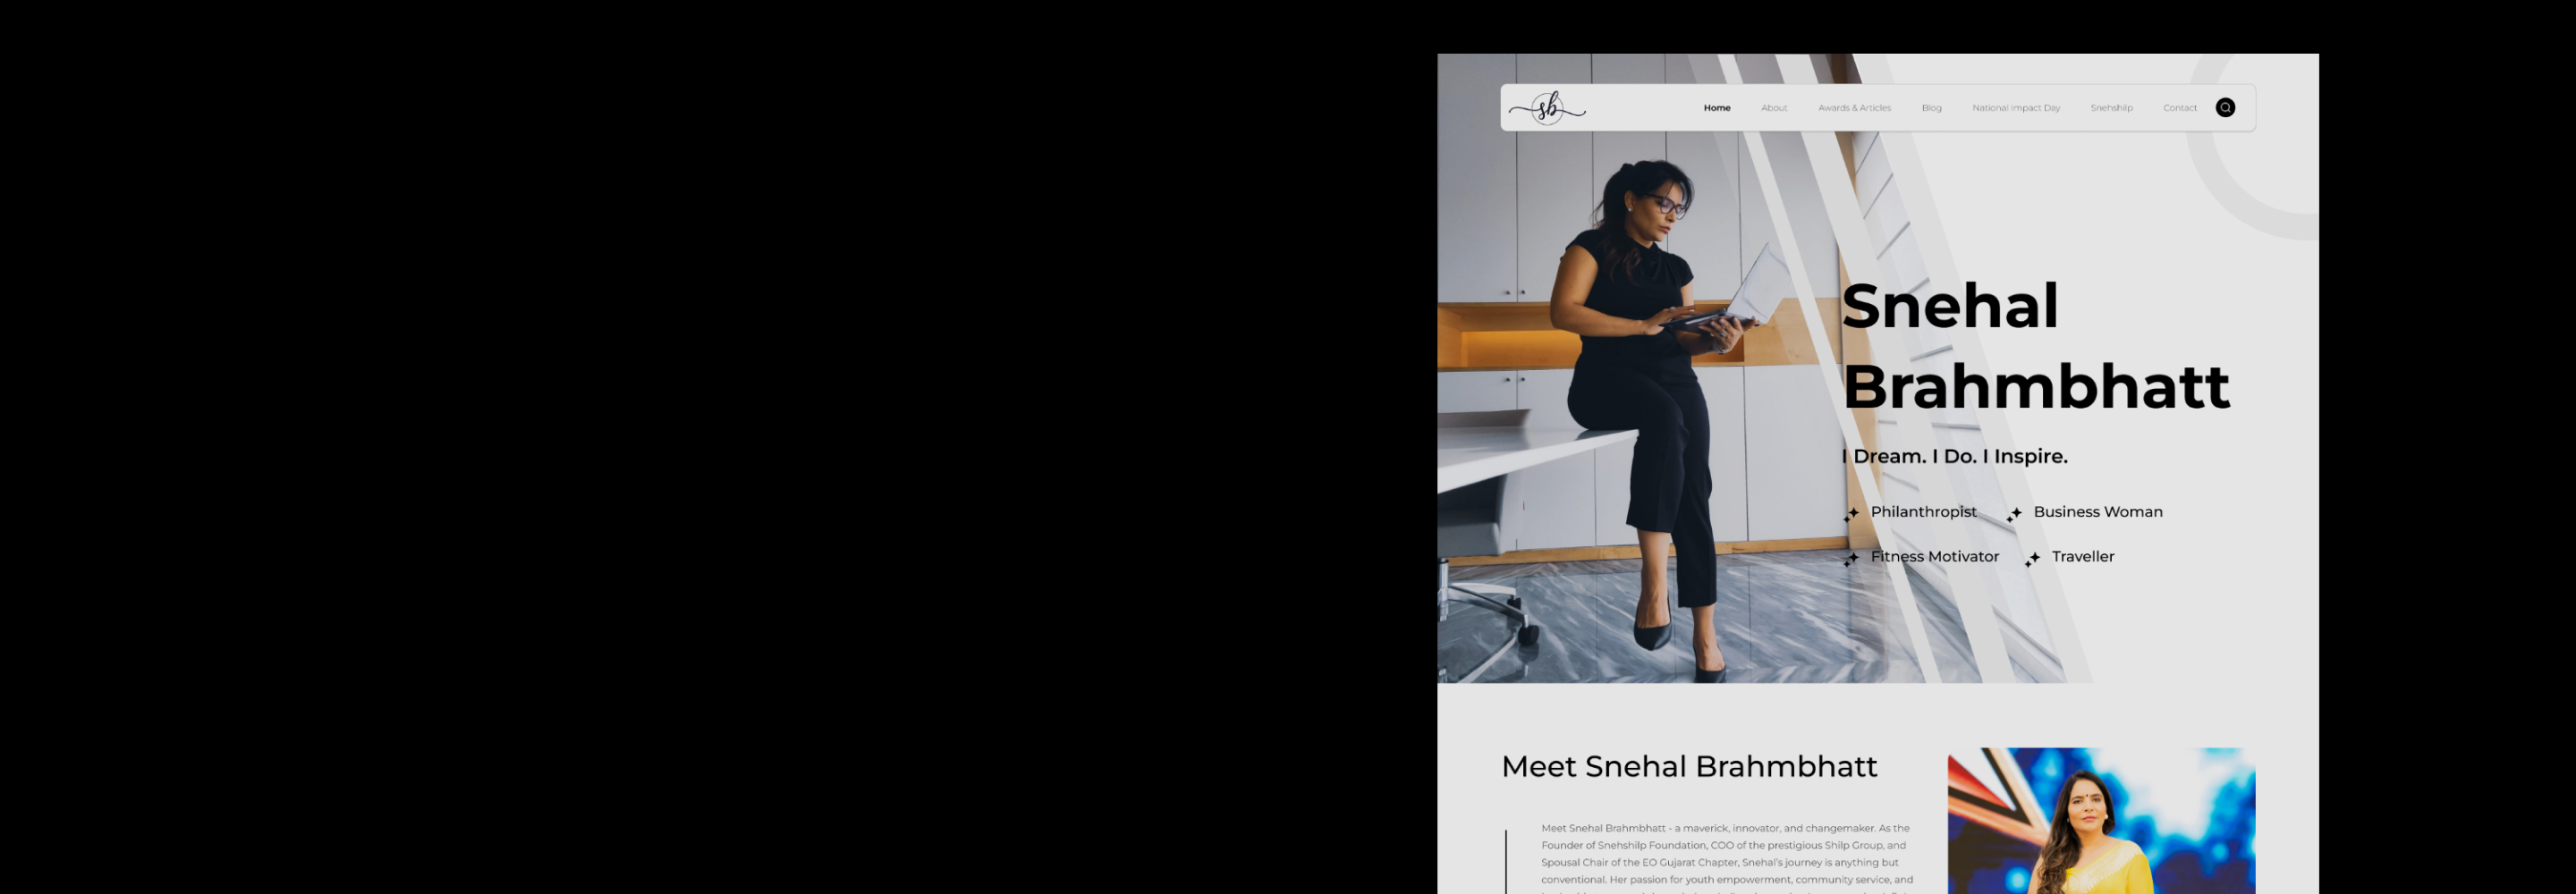 sb
Home About Awards & Articles Blog National Impact Day Snehshilp Contact
Snehal
Brahmbhatt
I Dream. I Do. I Inspire.
Philanthropist Business Woman
Fitness Motivator Traveller
Meet Snehal Brahmbhatt
Meet Snehal Brahmbhatt - a maverick, innovator, and changemaker. As the
Founder of Snehshilp Foundation, COO of the prestigious Shilp Group, and
Spousal Chair of the EO Gujarat Chapter, Snehal's journey is anything but
conventional. Her passion for youth empowerment, community service, and